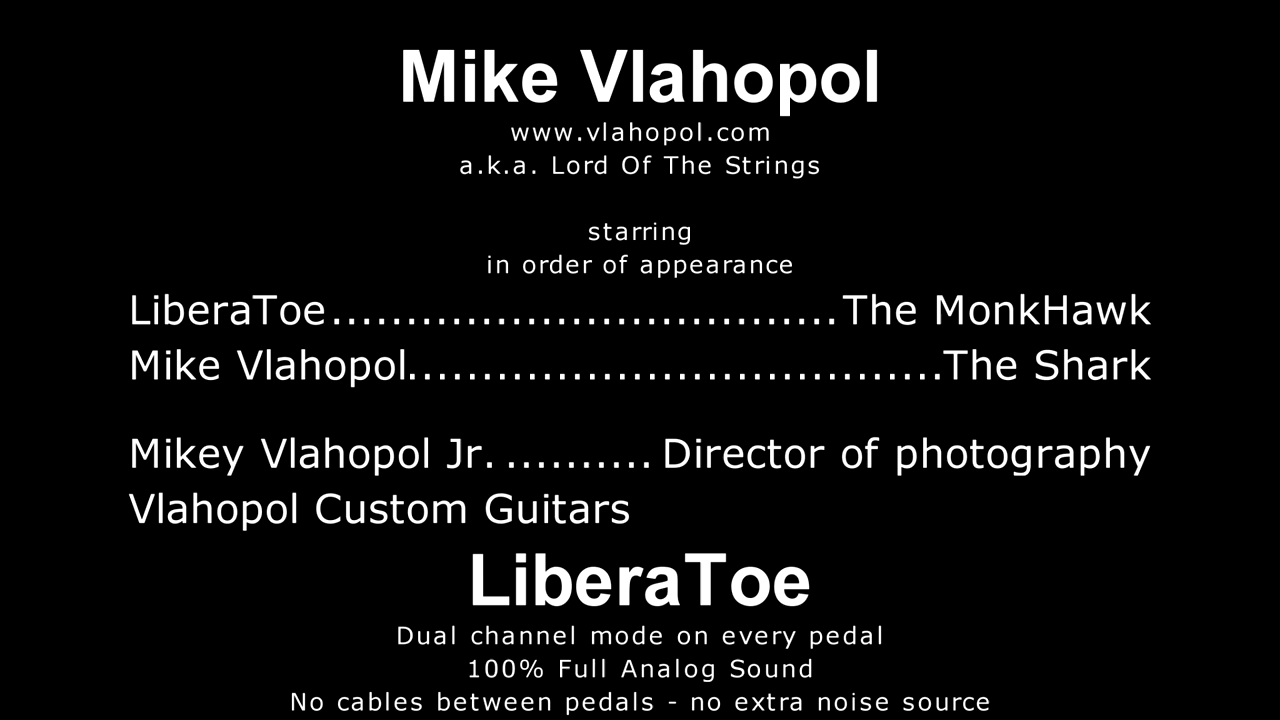 Mike Vlahopol
www.vlahopol.com
a.k.a. Lord Of The Strings
starring
in order of appearance
LiberaToe..................................The MonkHawk
Mike Vlahopol....................................The Shark
Mikey Vlahopol Jr. .......... Director of photography
Vlahopol Custom Guitars
LiberaToe
Dual channel mode on every pedal
100% Full Analog Sound
No cables between pedals - no extra noise source